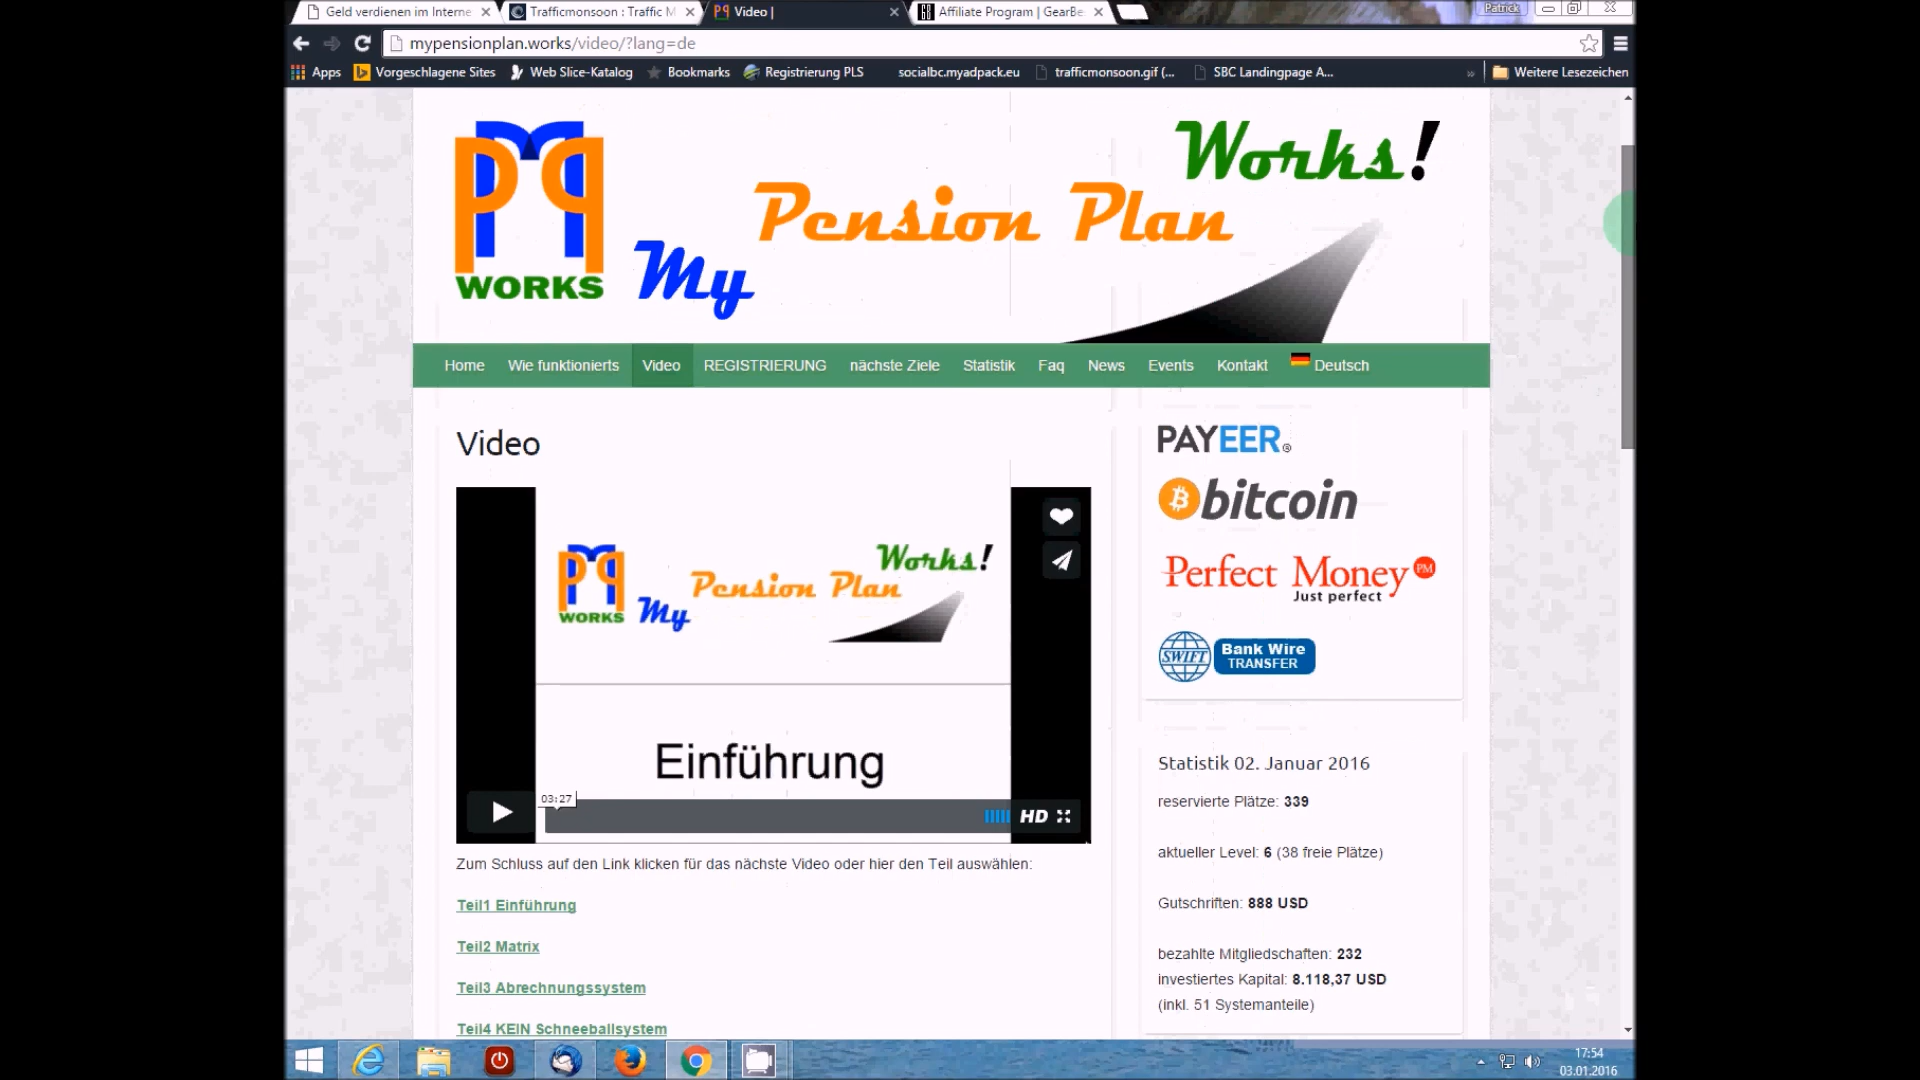 Geld verdienen im Interne
Trafficmonsoon : Traffic M
Video |
Affiliate Program | GearBe
Patrick
mypensionplan.works/video/?lang=de
Apps
Vorgeschlagene Sites
Web Slice-Katalog
Bookmarks
Registrierung PLS
socialbc.myadpack.eu
trafficmonsoon.gif (...
SBC Landingpage A...
»
Weitere Lesezeichen
WORKS
My
Pension Plan
Works!
Home
Wie funktionierts
Video
REGISTRIERUNG
nächste Ziele
Statistik
Faq
News
Events
Kontakt
Deutsch
Video
WORKS
My
Pension Plan
Works!
Einführung
03:27
HD
Zum Schluss auf den Link klicken für das nächste Video oder hier den Teil auswählen:
Teil1 Einführung
Teil2 Matrix
Teil3 Abrechnungssystem
Teil4 KEIN Schneeballsystem
PAYEER®
bitcoin
Perfect Money PM
Just perfect
SWIFT
Bank Wire
TRANSFER
Statistik 02. Januar 2016
reservierte Plätze: 339
aktueller Level: 6 (38 freie Plätze)
Gutschriften: 888 USD
bezahlte Mitgliedschaften: 232
investiertes Kapital: 8.118,37 USD
(inkl. 51 Systemanteile)
17:54
03.01.2016